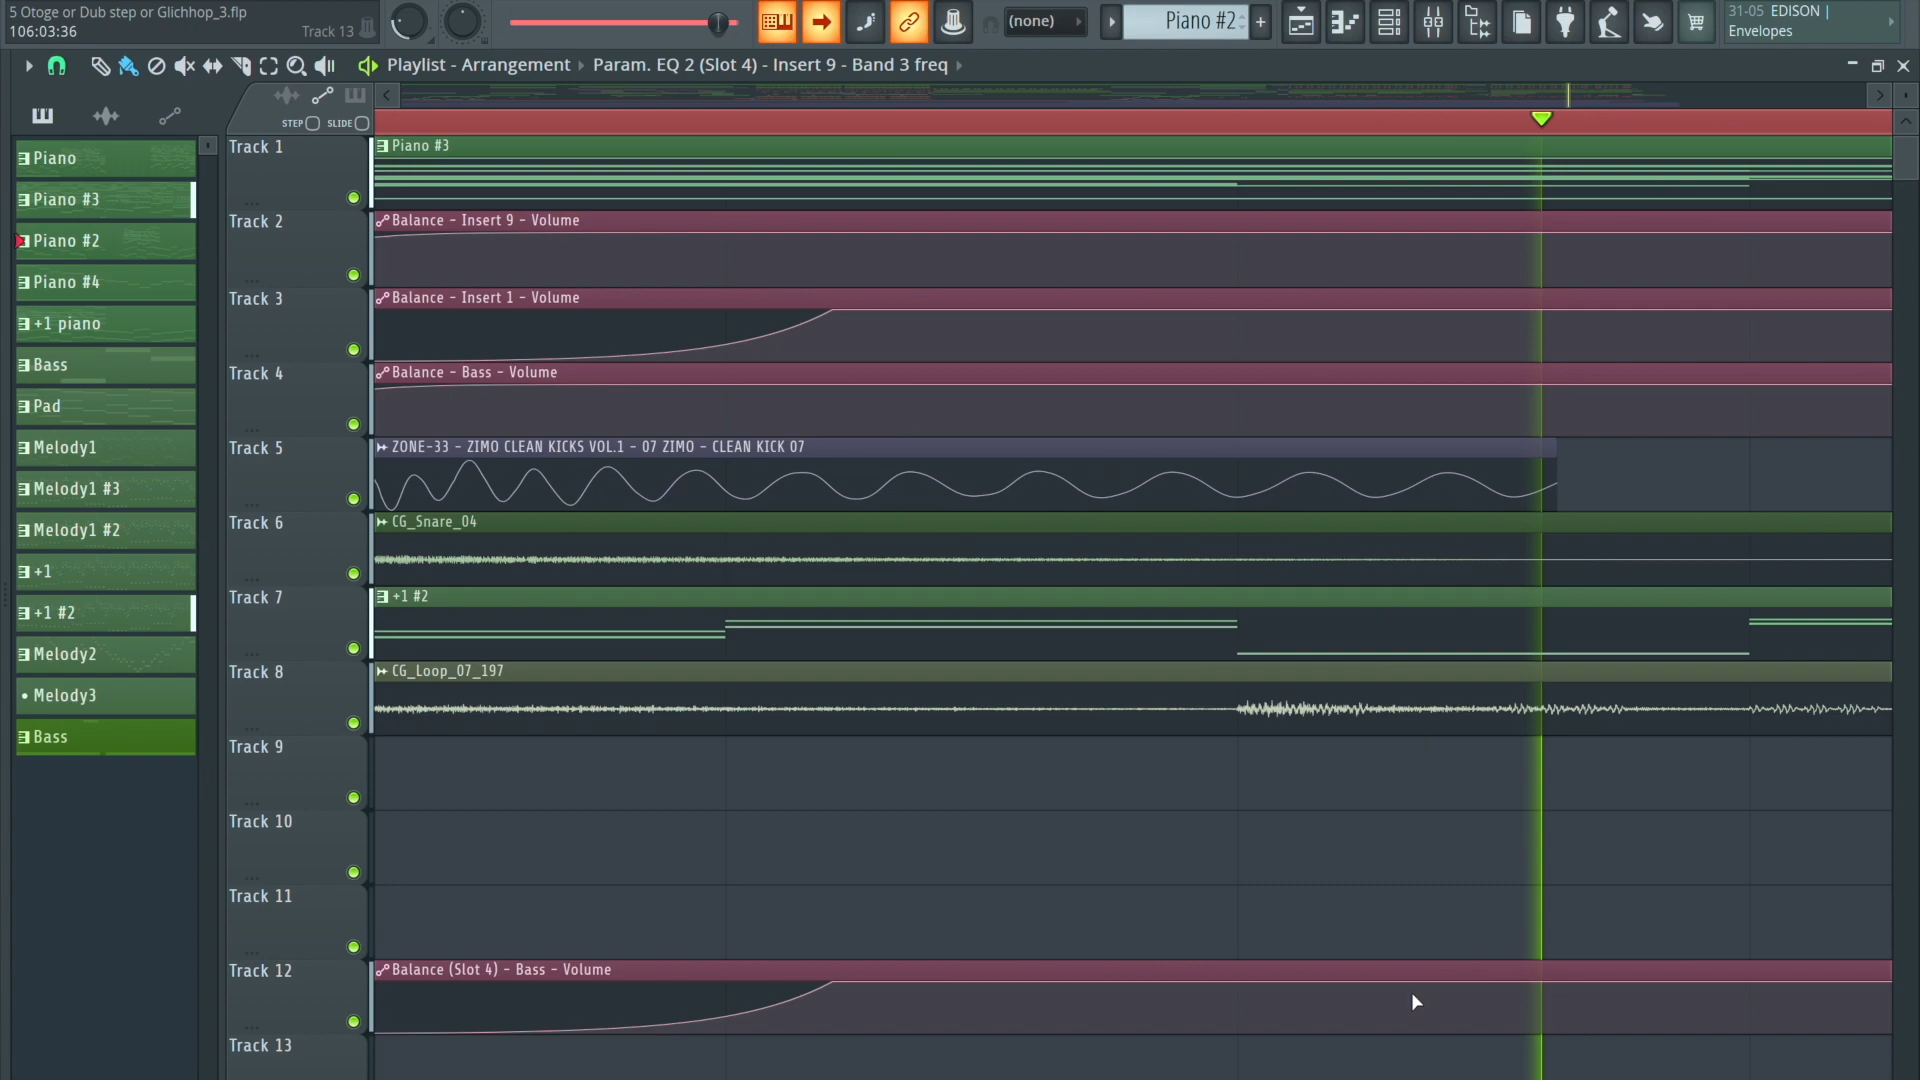 5 Otoge or Dub step or Glichhop_3.flp
106:03:36
Track 13
(none)
Piano #2
31-05 EDISON |
Envelopes
Playlist - Arrangement
Param. EQ 2 (Slot 4) - Insert 9 - Band 3 freq
STEP
SLIDE
Piano
Piano #3
Piano #2
Piano #4
+1 piano
Bass
Pad
Melody1
Melody1 #3
Melody1 #2
+1
+1 #2
Melody2
Melody3
Bass
Track 1
Piano #3
Track 2
Balance - Insert 9 - Volume
Track 3
Balance - Insert 1 - Volume
Track 4
Balance - Bass - Volume
Track 5
ZONE-33 - ZIMO CLEAN KICKS VOL.1 - 07 ZIMO - CLEAN KICK 07
Track 6
CG_Snare_04
Track 7
+1 #2
Track 8
CG_Loop_07_197
Track 9
Track 10
Track 11
Track 12
Balance (Slot 4) - Bass - Volume
Track 13